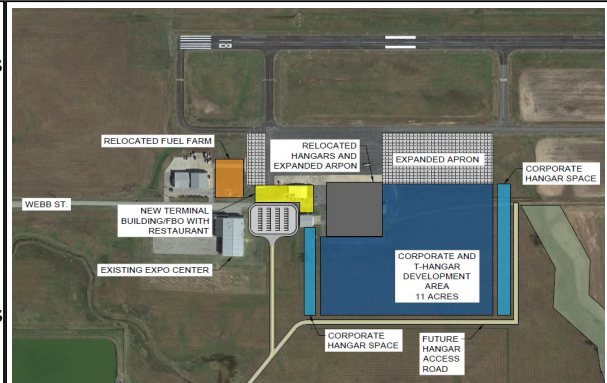 18
RELOCATED FUEL FARM
RELOCATED
HANGARS AND
EXPANDED ARPON
EXPANDED APRON
CORPORATE
HANGAR SPACE
WEBB ST.
NEW TERMINAL
BUILDING/FBO WITH
RESTAURANT
EXISTING EXPO CENTER
CORPORATE AND
T-HANGAR
DEVELOPMENT
AREA
11 ACRES
CORPORATE
HANGAR SPACE
FUTURE
HANGAR
ACCESS
ROAD
s
s